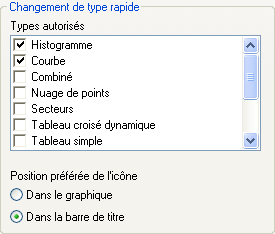 Changement de type rapide
Types autorisés
Histogramme
Courbe
Combiné
Nuage de points
Secteurs
Tableau croisé dynamique
Tableau simple
Position préférée de l'icône
Dans le graphique
Dans la barre de titre